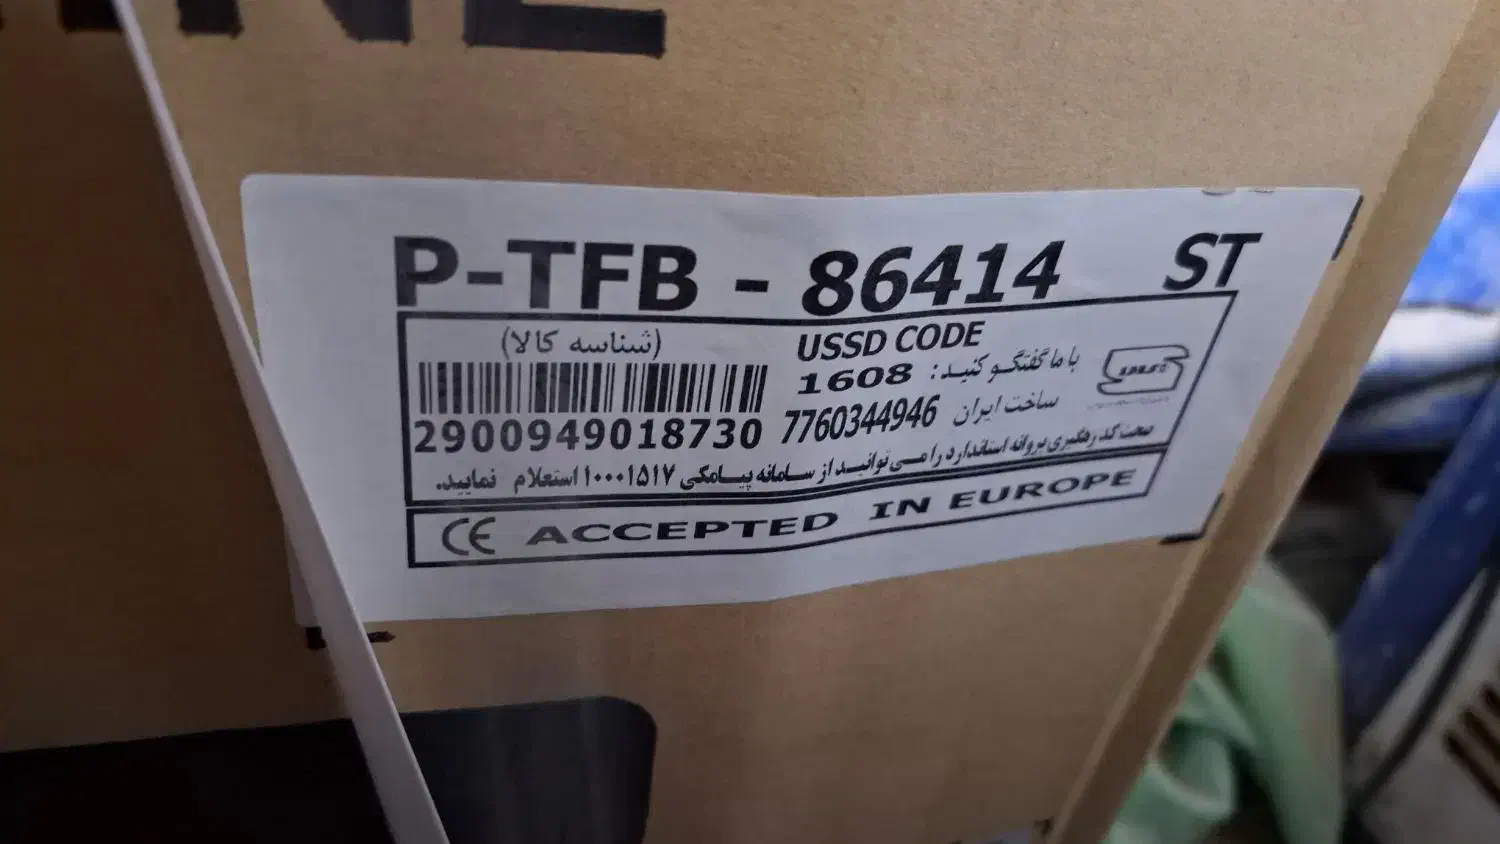 P-TFB - 86414 ST
(شناسه کالا)
2900949018730
USSD CODE
با ما گفتگو کنید: 1608
ساخت ایران 7760344946
صحت کد رهگیری پروانه استاندارد را می توانید از سامانه پیامکی ۱۰۰۰۱۵۱۷ استعلام نمایید.
CE ACCEPTED IN EUROPE